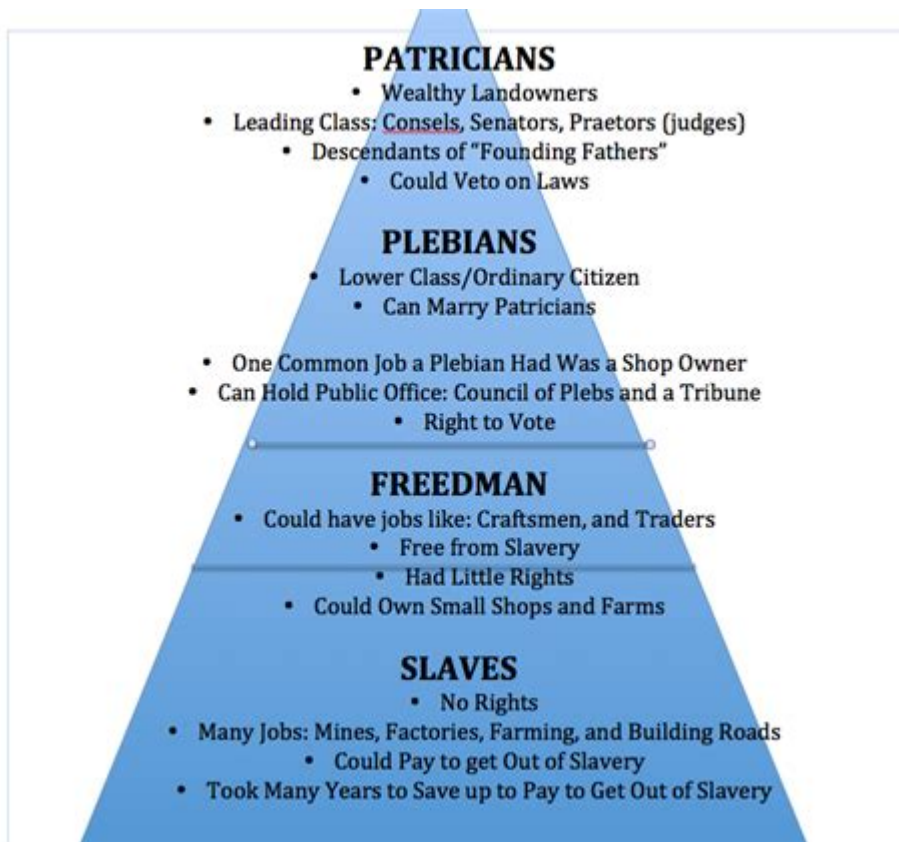 PATRICIANS
• Wealthy Landowners
• Leading Class: Consels, Senators, Praetors (judges)
• Descendants of “Founding Fathers”
• Could Veto on Laws
PLEBIANS
• Lower Class/Ordinary Citizen
• Can Marry Patricians
• One Common Job a Plebian Had Was a Shop Owner
• Can Hold Public Office: Council of Plebs and a Tribune
• Right to Vote
FREEDMAN
• Could have jobs like: Craftsmen, and Traders
• Free from Slavery
• Had Little Rights
• Could Own Small Shops and Farms
SLAVES
• No Rights
• Many Jobs: Mines, Factories, Farming, and Building Roads
• Could Pay to get Out of Slavery
• Took Many Years to Save up to Pay to Get Out of Slavery